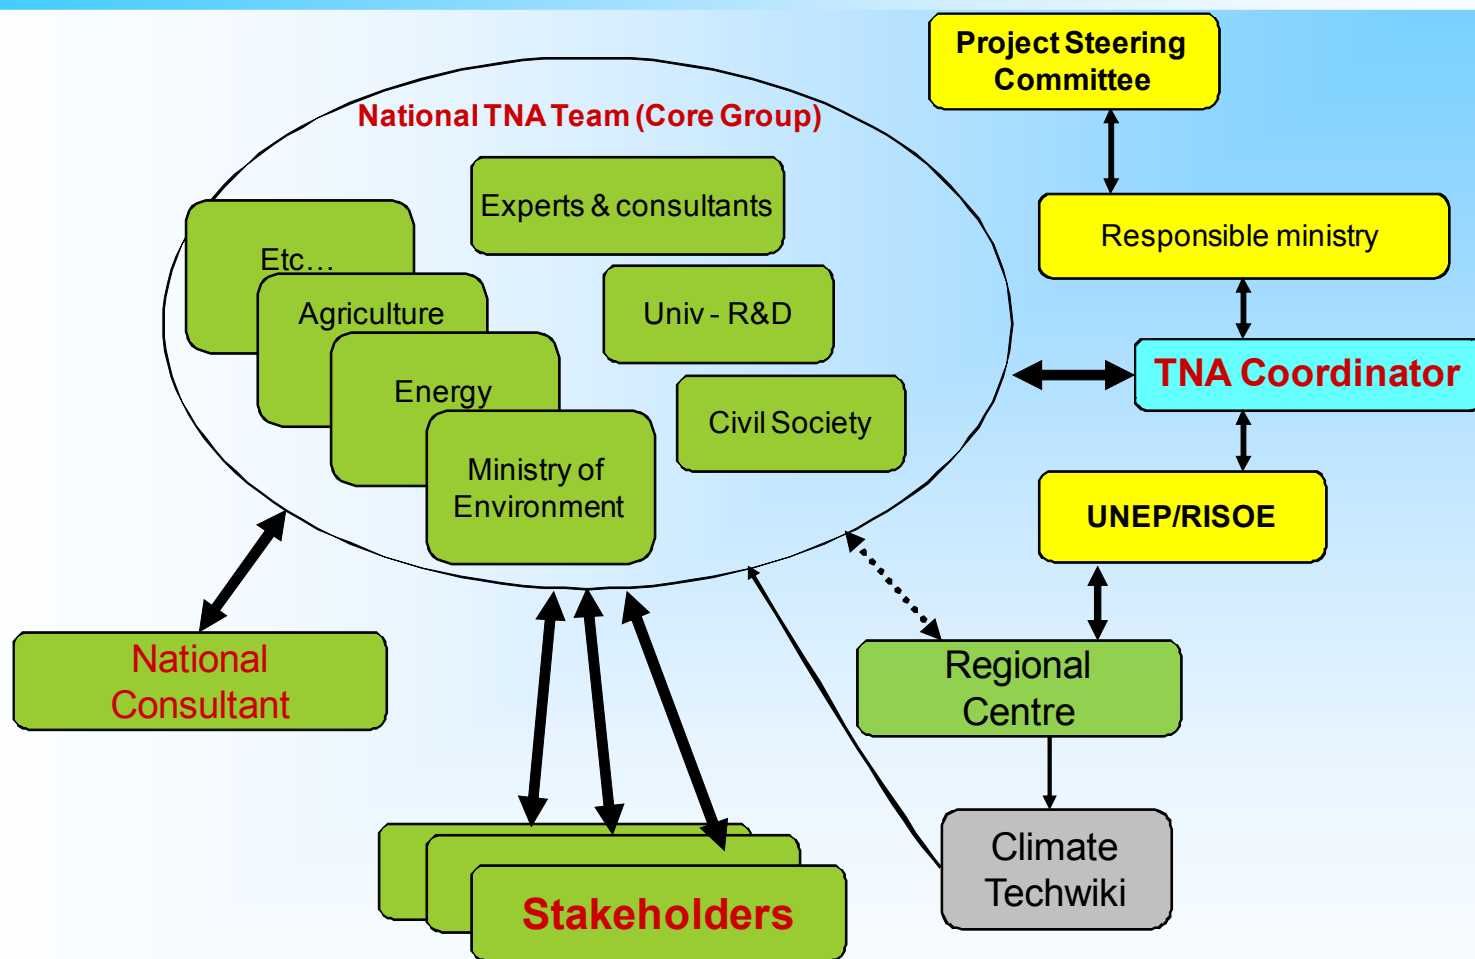 Project Steering
Committee
National TNA Team (Core Group)
Experts & consultants
Responsible ministry
Etc...
Agriculture
Univ - R&D
TNA Coordinator
Energy
Civil Society
Ministry of
Environment
UNEP/RISOE
National
Consultant
Regional
Centre
Climate
Techwiki
Stakeholders